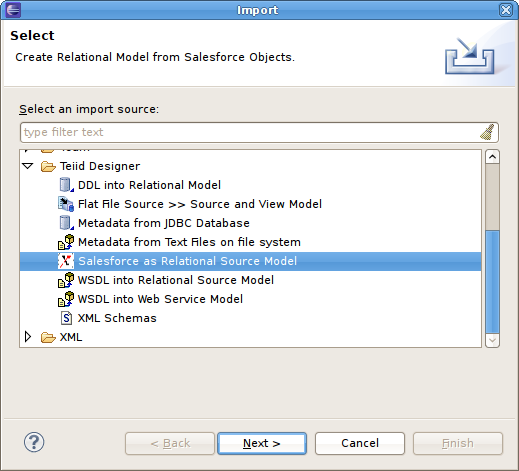 Import
Select
Create Relational Model from Salesforce Objects.
Select an import source:
type filter text
Team
Teiid Designer
DDL into Relational Model
Flat File Source >> Source and View Model
Metadata from JDBC Database
Metadata from Text Files on file system
Salesforce as Relational Source Model
WSDL into Relational Source Model
WSDL into Web Service Model
XML Schemas
XML
< Back
Next >
Cancel
Finish